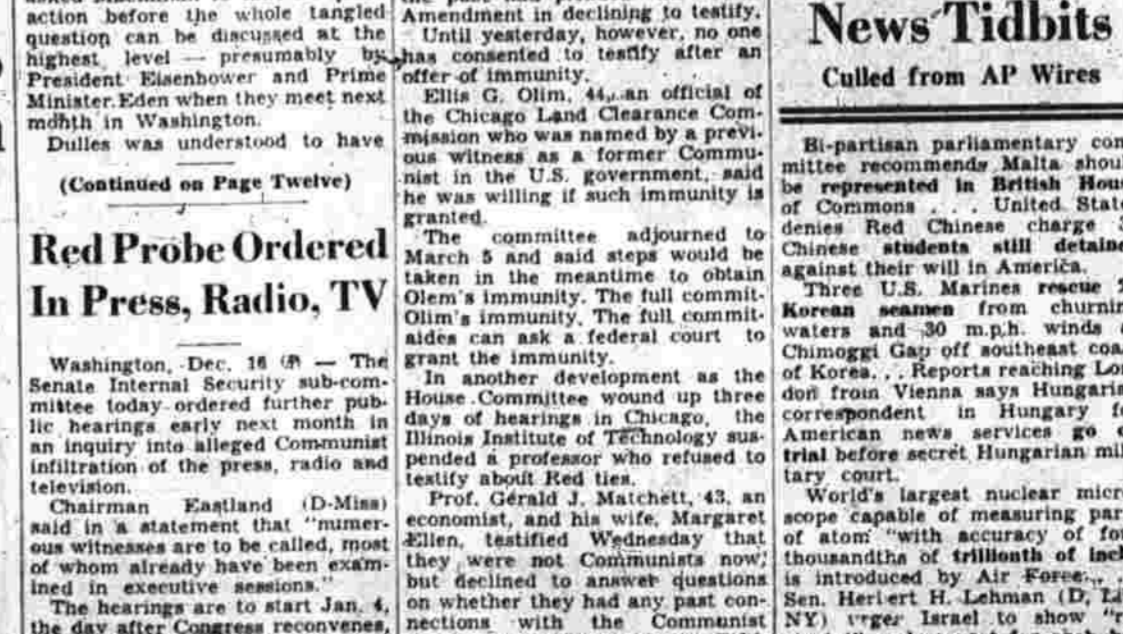 action before the whole tangled
question can be discussed at the
highest level — presumably by
President Eisenhower and Prime
Minister Eden when they meet next
month in Washington.
Dulles was understood to have
(Continued on Page Twelve)
Red Probe Ordered
In Press, Radio, TV
Washington, Dec. 16 (AP) — The
Senate Internal Security sub-com-
mittee today ordered further pub-
lic hearings early next month in
an inquiry into alleged Communist
infiltration of the press, radio and
television.
Chairman Eastland (D-Miss)
said in a statement that "numer-
ous witnesses are to be called, most
of whom already have been exam-
ined in executive sessions."
The hearings are to start Jan. 4,
the day after Congress reconvenes,
Amendment in declining to testify.
Until yesterday, however, no one
has consented to testify after an
offer of immunity.
Ellis G. Olim, 44, an official of
the Chicago Land Clearance Com-
mission who was named by a previ-
ous witness as a former Commu-
nist in the U.S. government, said
he was willing if such immunity is
granted.
The committee adjourned to
March 5 and said steps would be
taken in the meantime to obtain
Olem's immunity. The full commit-
Olim's immunity. The full commit-
aides can ask a federal court to
grant the immunity.
In another development as the
House Committee wound up three
days of hearings in Chicago, the
Illinois Institute of Technology sus-
pended a professor who refused to
testify about Red ties.
Prof. Gerald J. Matchett, 43, an
economist, and his wife, Margaret
Ellen, testified Wednesday that
they were not Communists now,
but declined to answer questions
on whether they had any past con-
nections with the Communist
News Tidbits
Culled from AP Wires
Bi-partisan parliamentary com
mittee recommends Malta shoul
be represented in British Hous
of Commons . . . United State
denies Red Chinese charge
Chinese students still detaine
against their will in America.
Three U.S. Marines rescue
Korean seamen from churnin
waters and 30 m.p.h. winds
Chimoggi Gap off southeast coa
of Korea. . . Reports reaching Lon
don from Vienna says Hungaria
correspondent in Hungary f
American news services go
trial before secret Hungarian mil
tary court.
World's largest nuclear micr
scope capable of measuring par
of atom "with accuracy of fou
thousandths of trillionth of inch
is introduced by Air Force. . .
Sen. Herbert H. Lehman (D,
NY) urger Israel to show